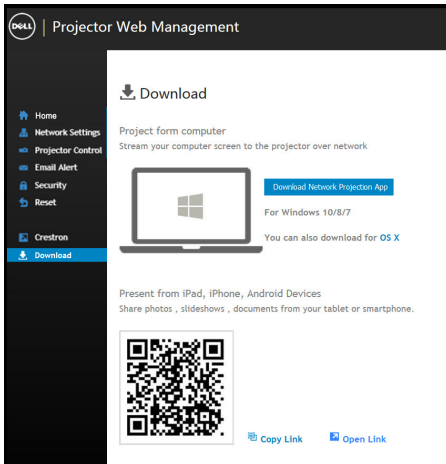 DELL | Projector Web Management
Download
Home
Network Settings
Projector Control
Email Alert
Security
Reset
Crestron
Download
Project form computer
Stream your computer screen to the projector over network
Download Network Projection App
For Windows 10/8/7
You can also download for OS X
Present from iPad, iPhone, Android Devices
Share photos , slideshows , documents from your tablet or smartphone.
Copy Link
Open Link